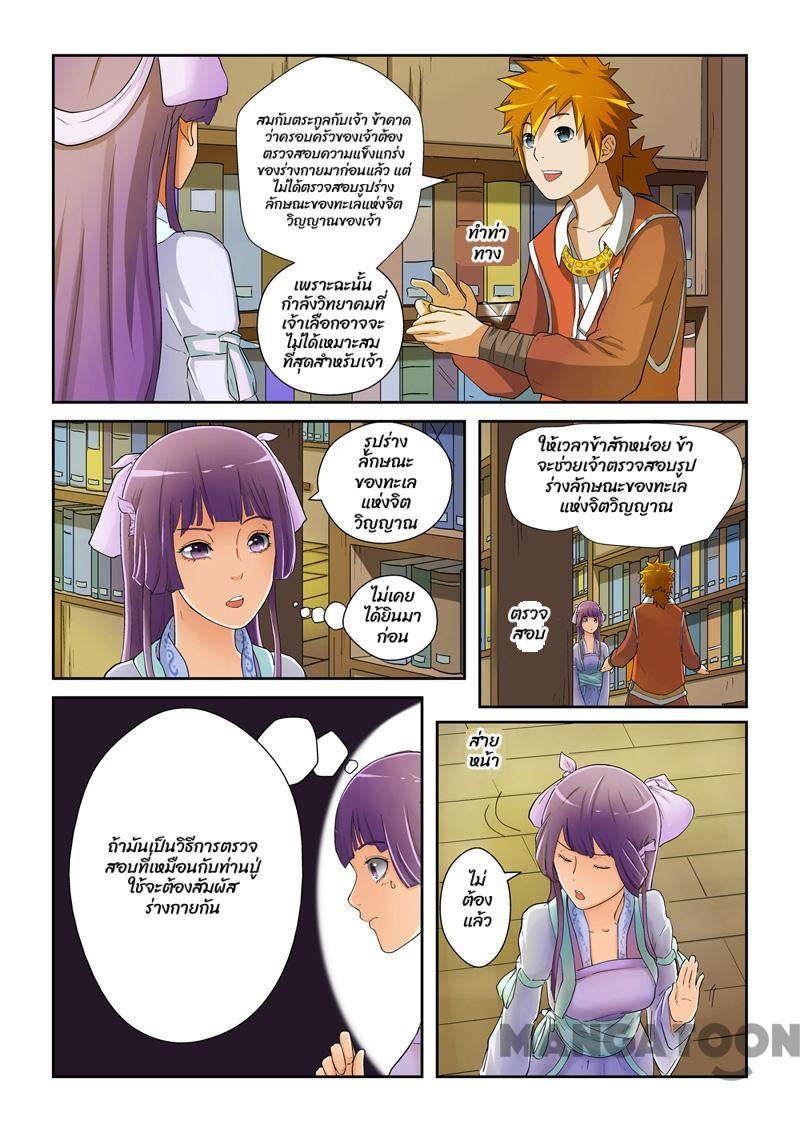 สมกับตระกูลกับเจ้า ข้าคาด
ว่าครอบครัวของเจ้าต้อง
ตรวจสอบความแข็งแกร่ง
ของร่างกายมาก่อนแล้ว แต่
ไม่ได้ตรวจสอบรูปร่าง
ลักษณะของทะเลแห่งจิต
วิญญาณของเจ้า
ทำท่า
ทาง
เพราะฉะนั้น
กำลังวิทยาคมที่
เจ้าเลือกอาจจะ
ไม่ได้เหมาะสม
ที่สุดสำหรับเจ้า
รูปร่าง
ลักษณะ
ของทะเล
แห่งจิต
วิญญาณ
ไม่เคย
ได้ยินมา
ก่อน
ให้เวลาข้าสักหน่อย ข้า
จะช่วยเจ้าตรวจสอบรูป
ร่างลักษณะของทะเล
แห่งจิตวิญญาณ
ตรวจ
สอบ
ถ้ามันเป็นวิธีการตรวจ
สอบที่เหมือนกับท่านปู่
ใช้จะต้องสัมผัส
ร่างกายกัน
ส่าย
หน้า
ไม่
ต้อง
แล้ว
MANGATOON